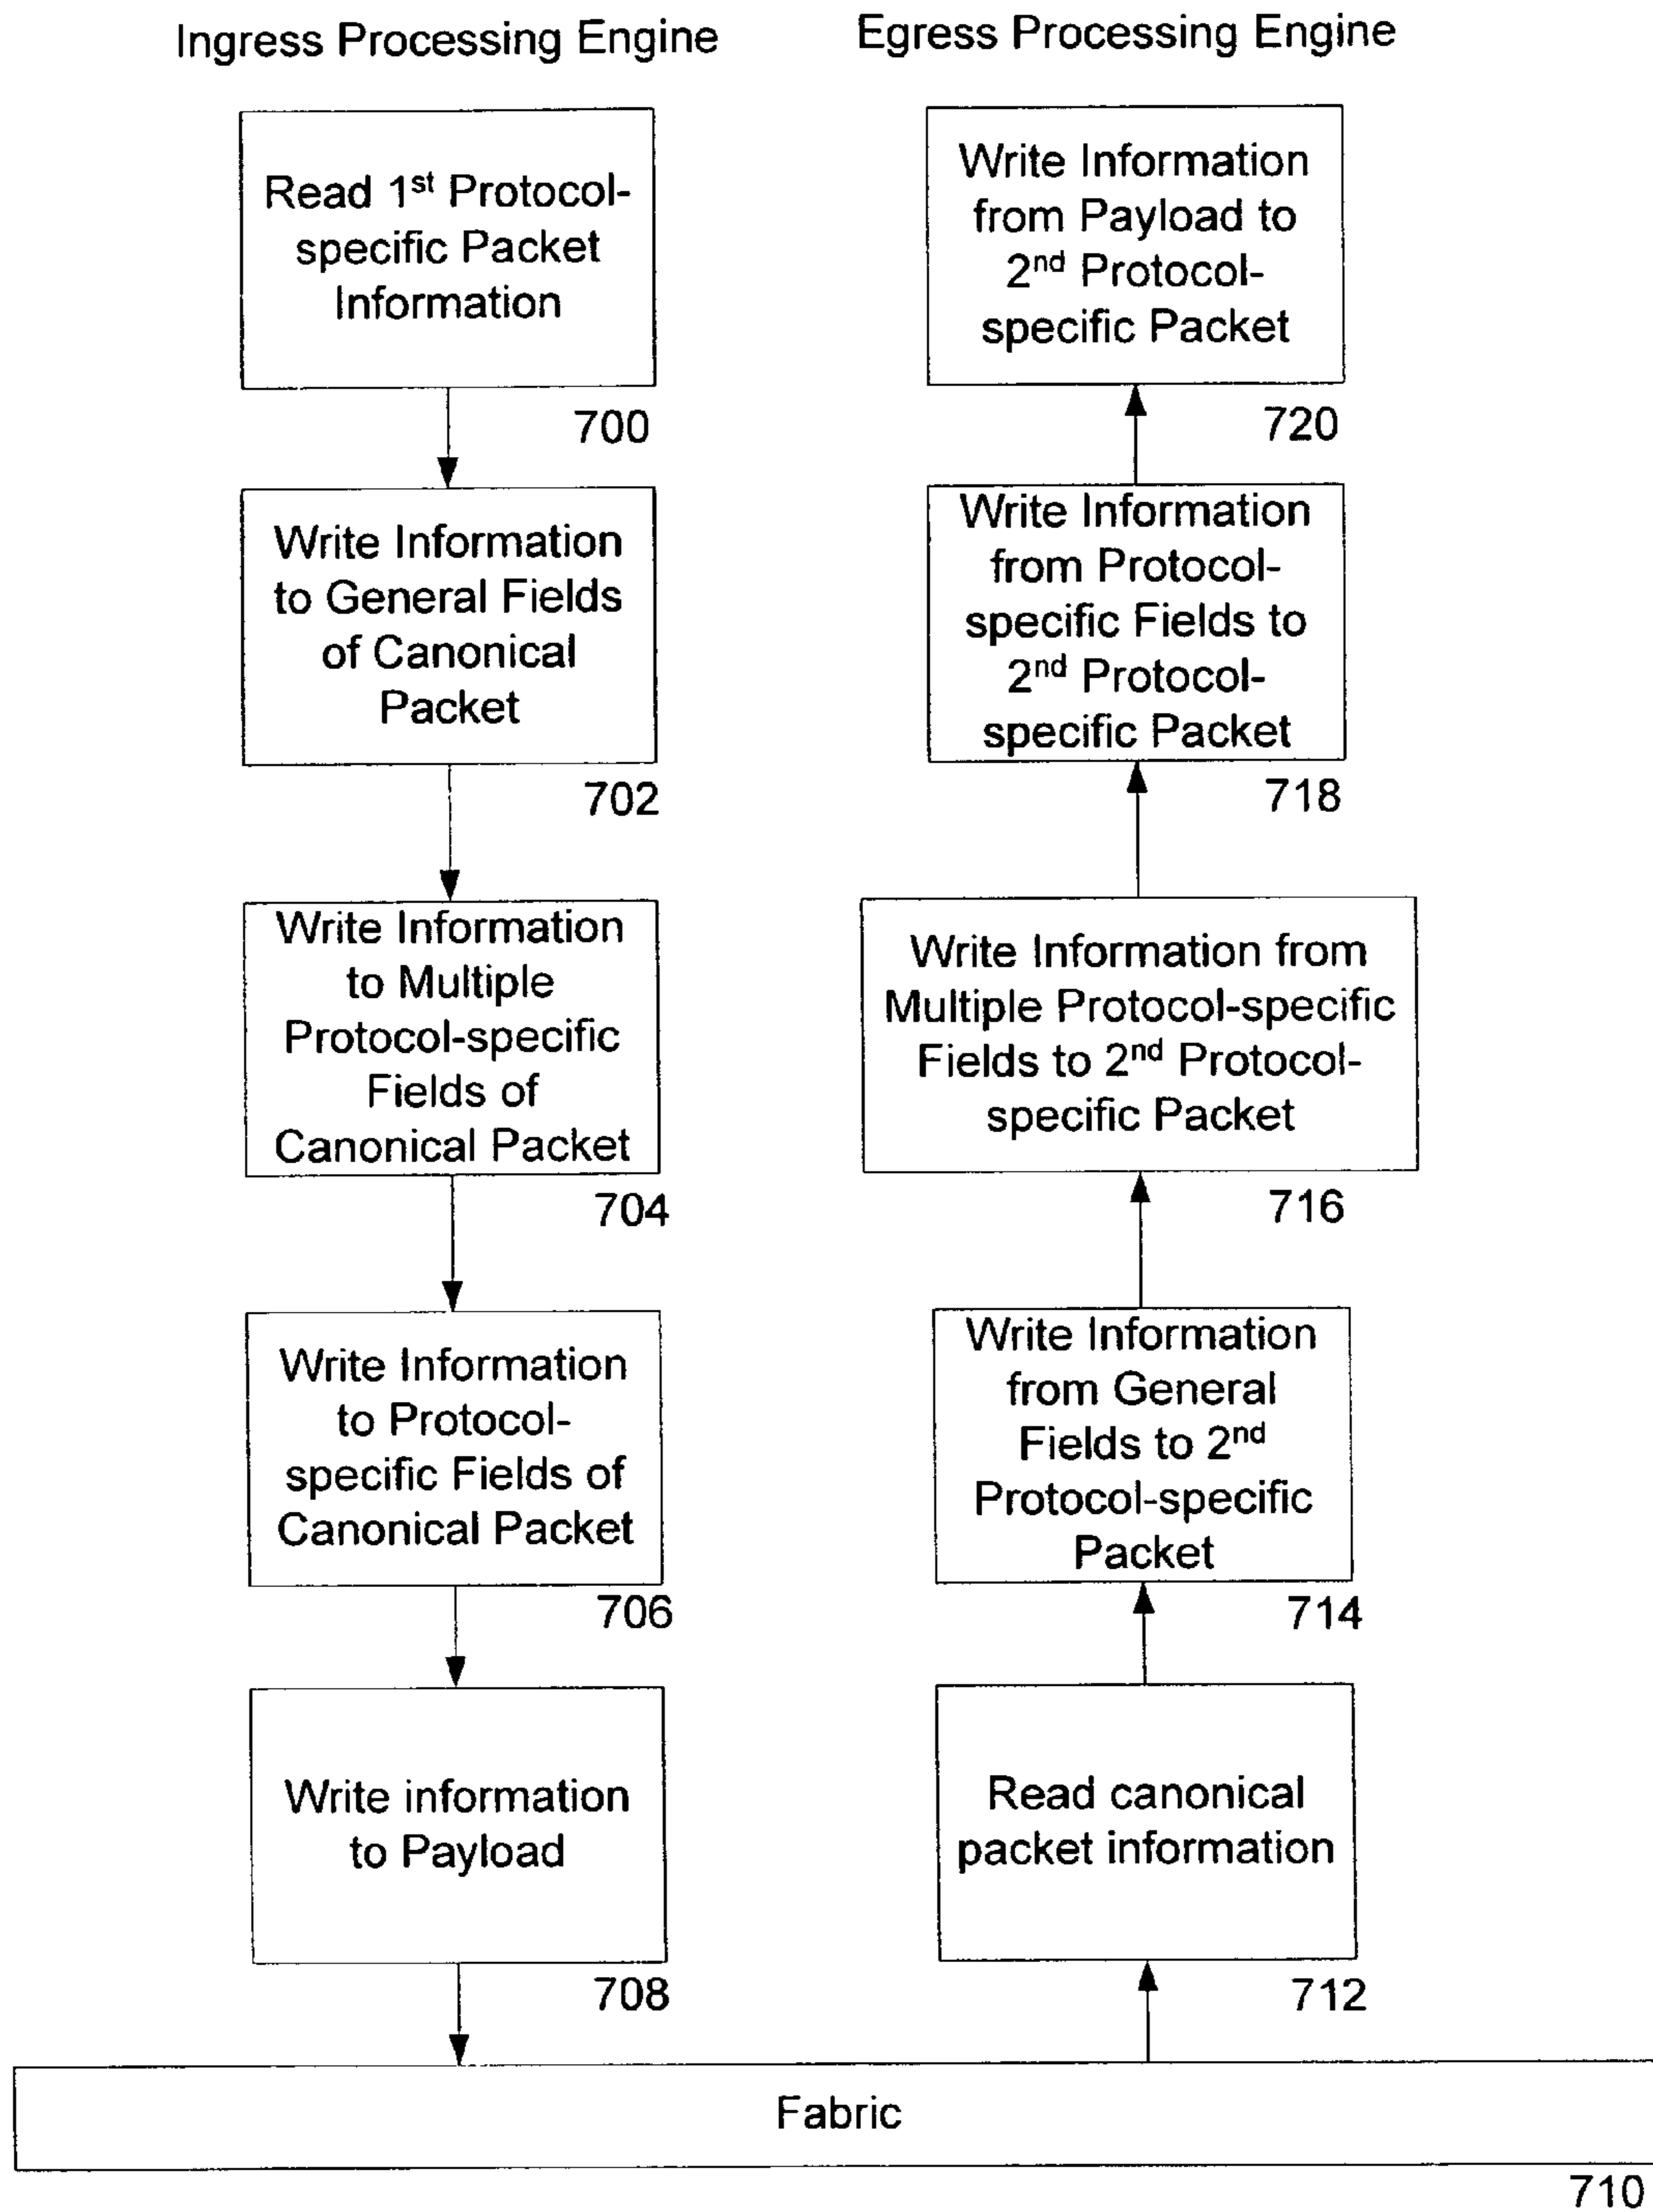 Ingress Processing Engine
Read 1st Protocol-
specific Packet
Information
700
Write Information
to General Fields
of Canonical
Packet
702
Write Information
to Multiple
Protocol-specific
Fields of
Canonical Packet
704
Write Information
to Protocol-
specific Fields of
Canonical Packet
706
Write information
to Payload
708
Egress Processing Engine
Write Information
from Payload to
2nd Protocol-
specific Packet
720
Write Information
from Protocol-
specific Fields to
2nd Protocol-
specific Packet
718
Write Information from
Multiple Protocol-specific
Fields to 2nd Protocol-
specific Packet
716
Write Information
from General
Fields to 2nd
Protocol-specific
Packet
714
Read canonical
packet information
712
Fabric
710